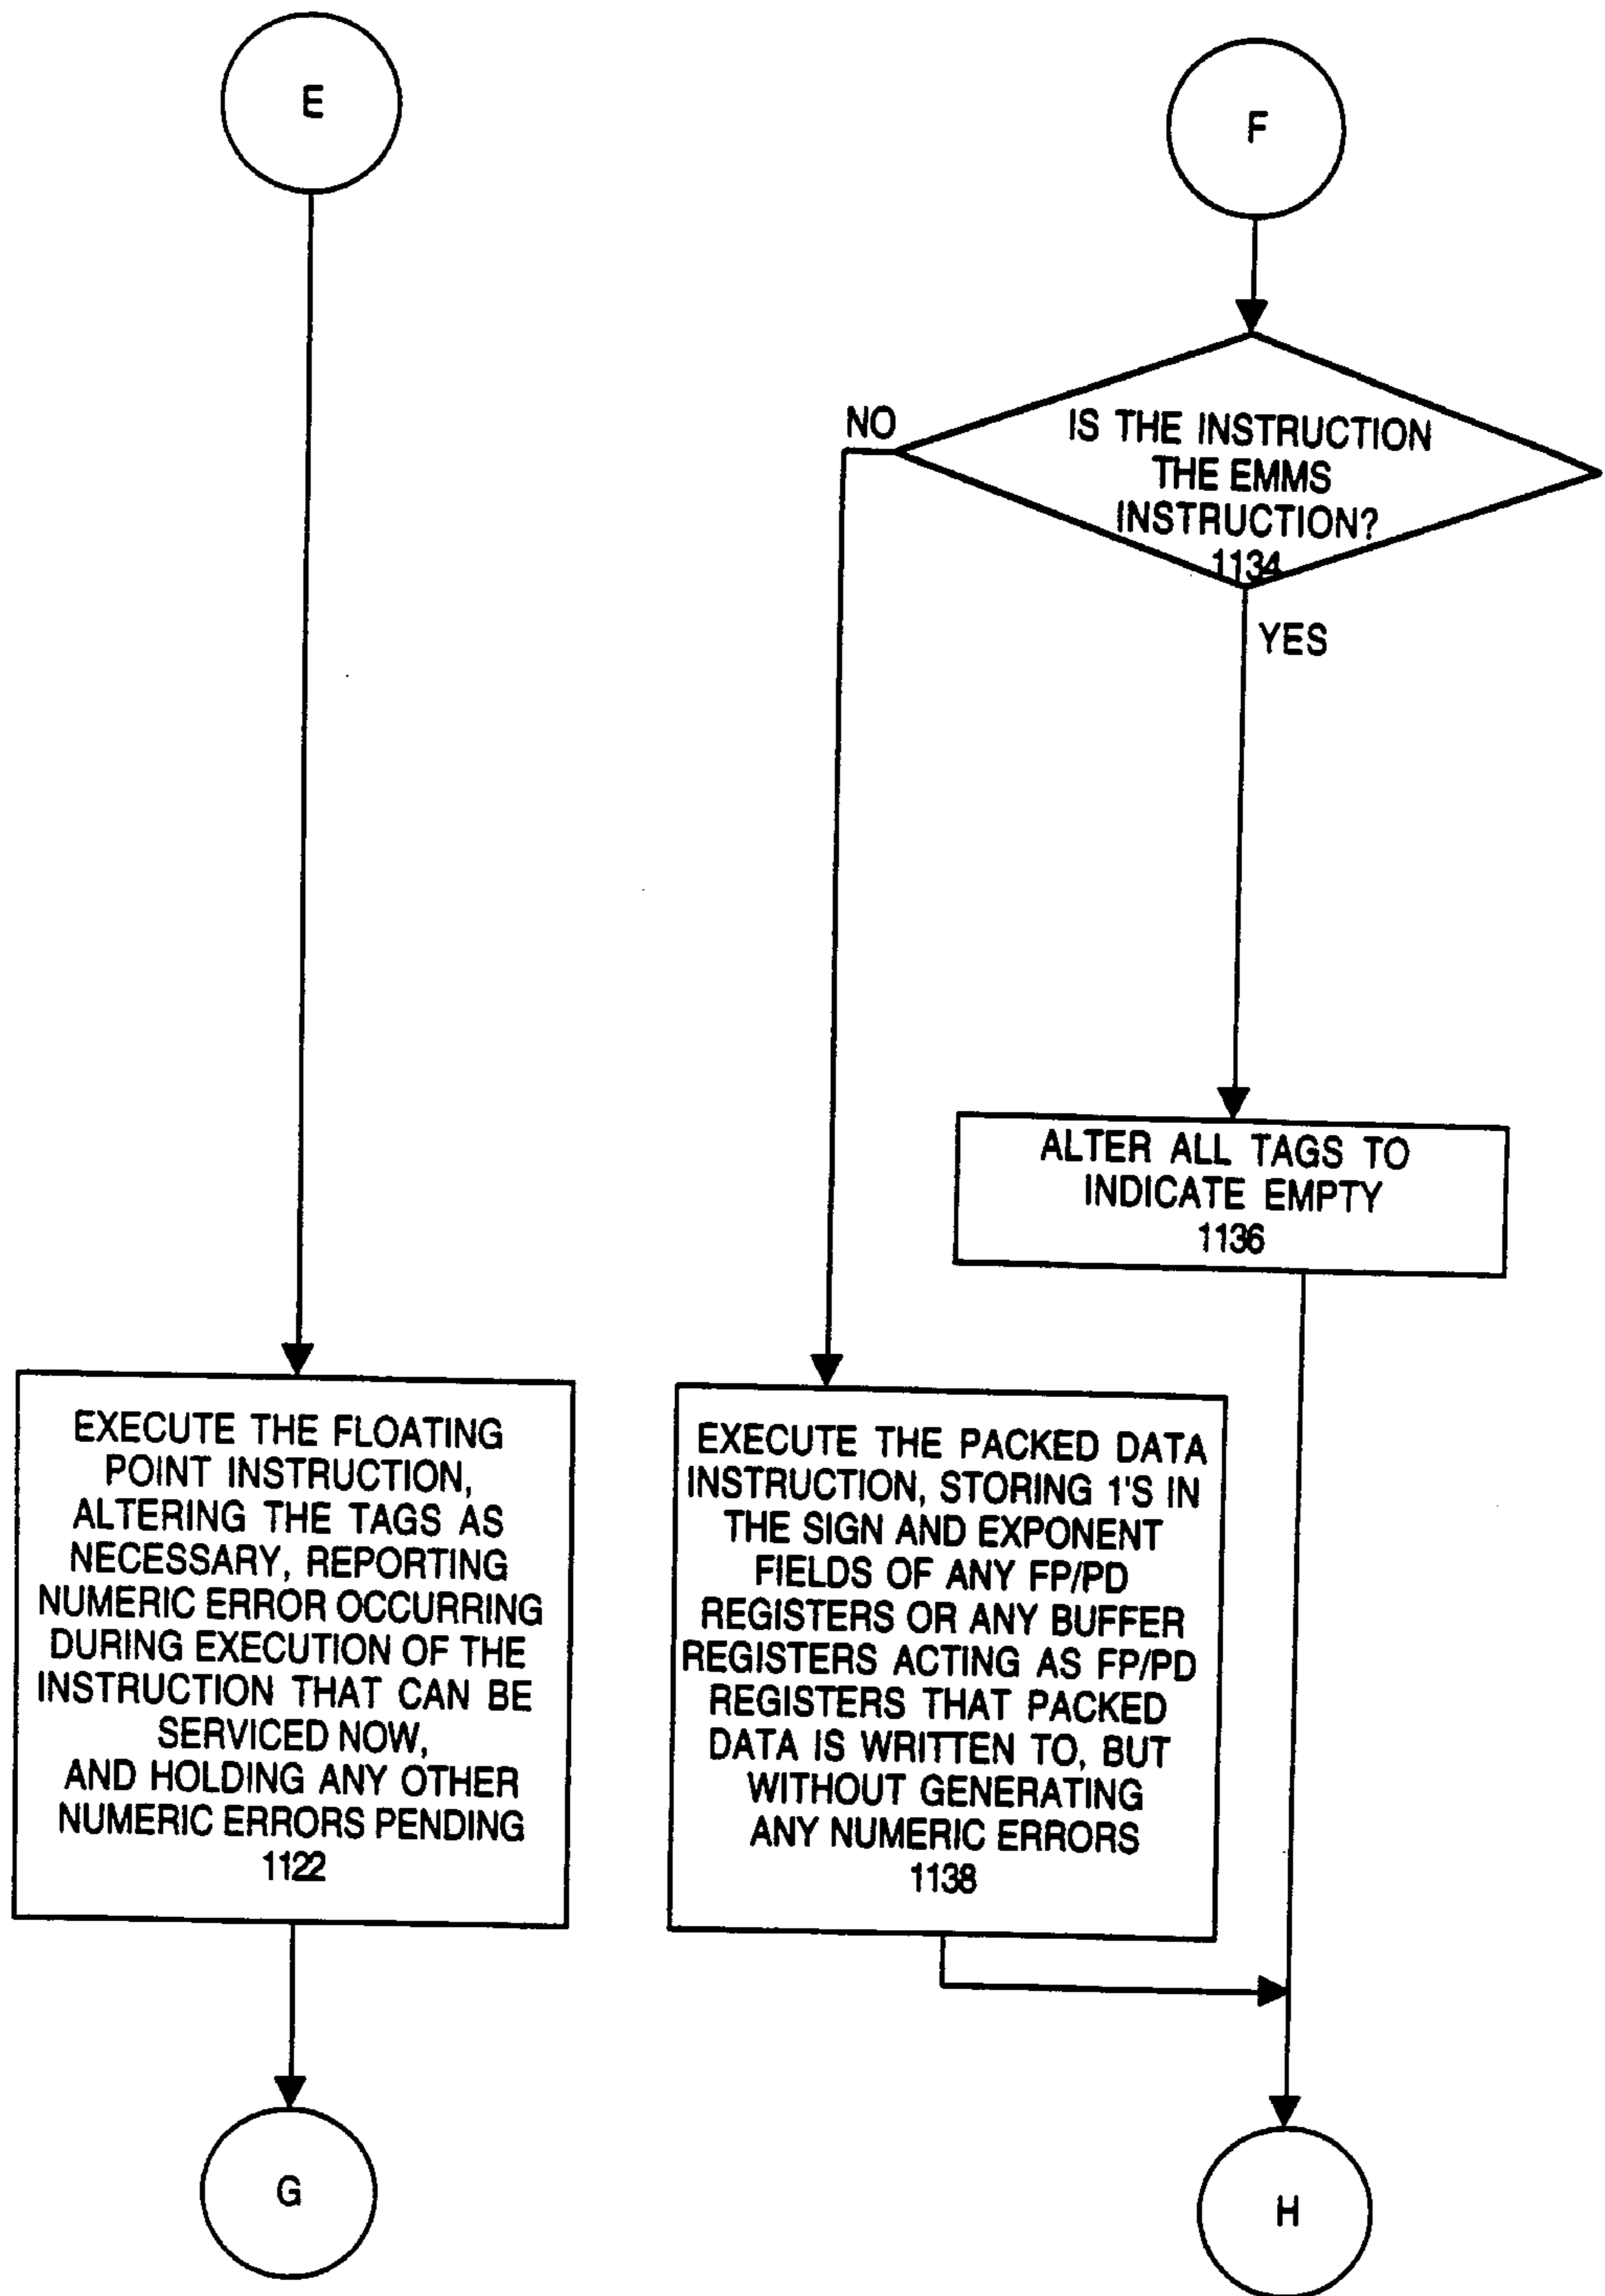 E
EXECUTE THE FLOATING
POINT INSTRUCTION,
ALTERING THE TAGS AS
NECESSARY, REPORTING
NUMERIC ERROR OCCURRING
DURING EXECUTION OF THE
INSTRUCTION THAT CAN BE
SERVICED NOW,
AND HOLDING ANY OTHER
NUMERIC ERRORS PENDING
1122
G
F
IS THE INSTRUCTION
THE EMMS
INSTRUCTION?
1134
NO
YES
ALTER ALL TAGS TO
INDICATE EMPTY
1136
EXECUTE THE PACKED DATA
INSTRUCTION, STORING 1'S IN
THE SIGN AND EXPONENT
FIELDS OF ANY FP/PD
REGISTERS OR ANY BUFFER
REGISTERS ACTING AS FP/PD
REGISTERS THAT PACKED
DATA IS WRITTEN TO, BUT
WITHOUT GENERATING
ANY NUMERIC ERRORS
1138
H